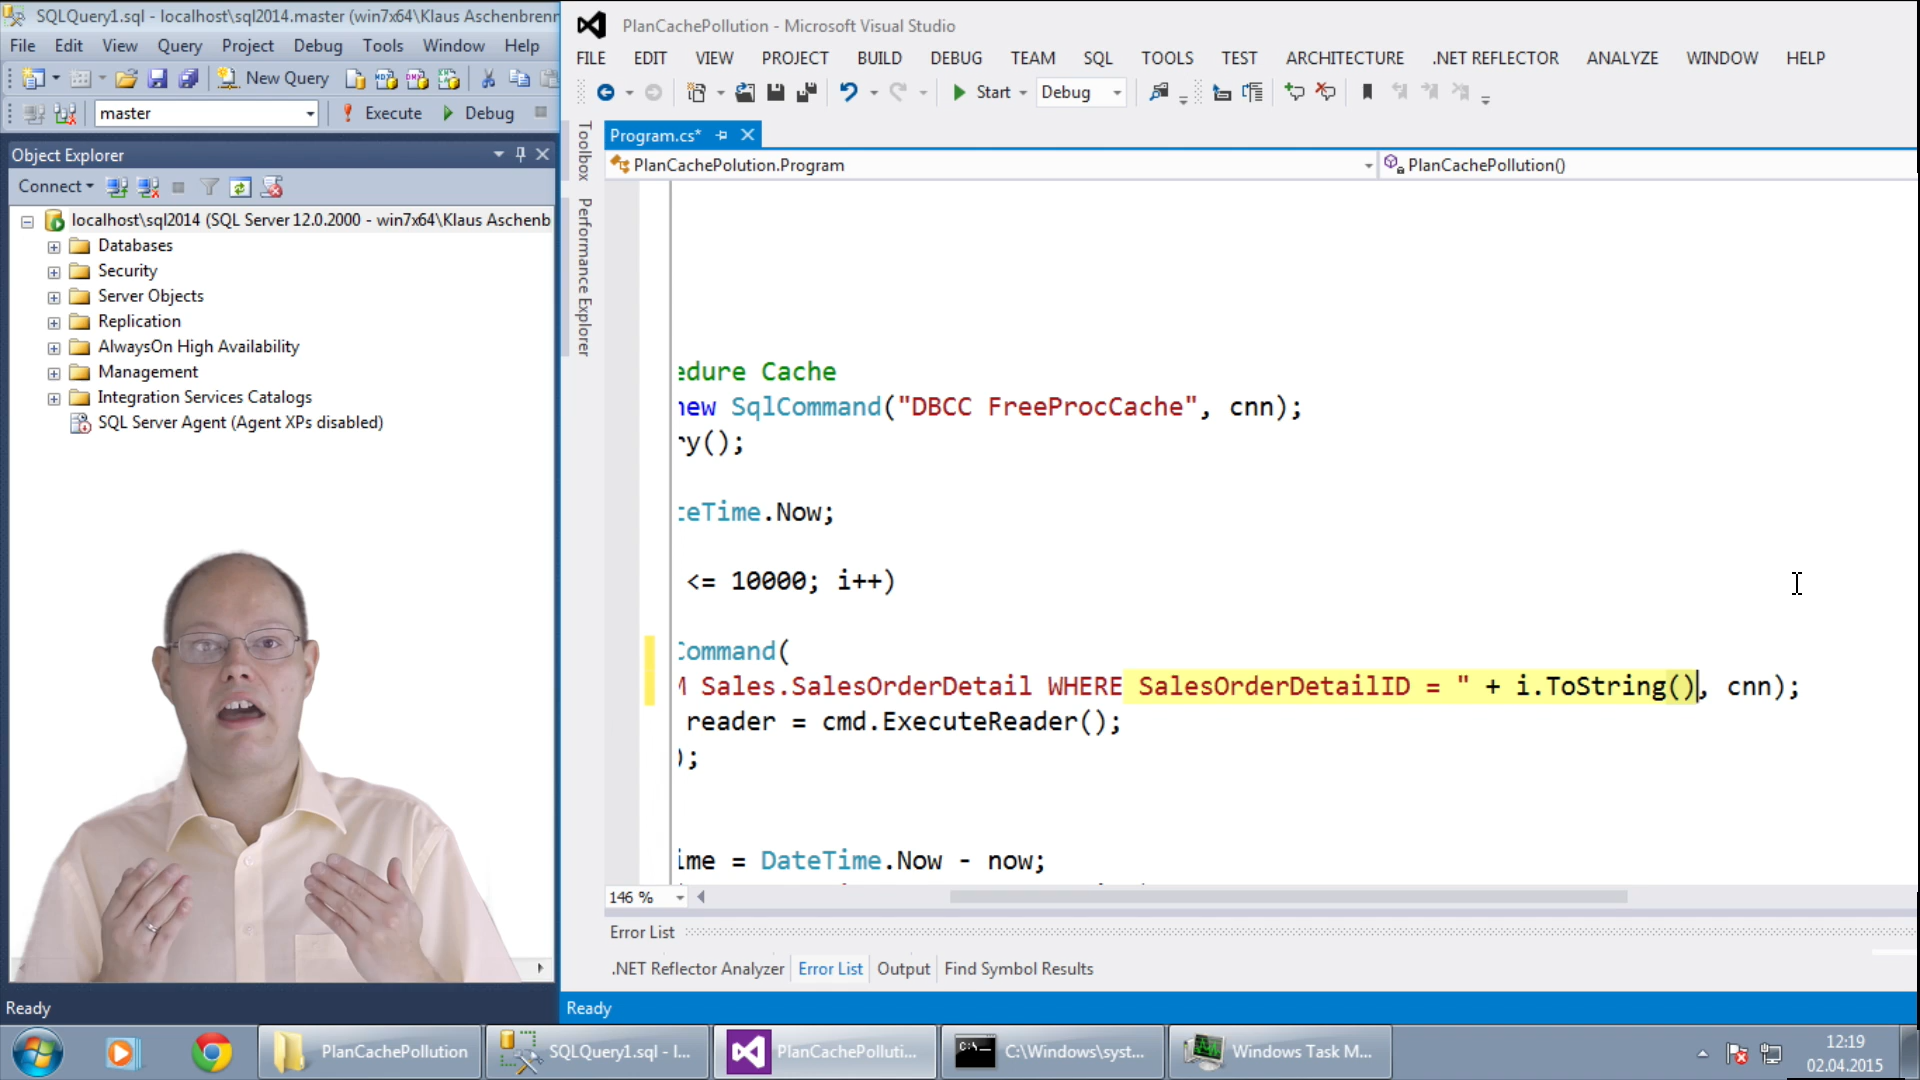 SQLQuery1.sql - localhost\sql2014.master (win7x64\Klaus Aschenbrenn
File Edit View Query Project Debug Tools Window Help
New Query
master
Execute
Debug
Object Explorer
Connect
localhost\sql2014 (SQL Server 12.0.2000 - win7x64\Klaus Aschenb
Databases
Security
Server Objects
Replication
AlwaysOn High Availability
Management
Integration Services Catalogs
SQL Server Agent (Agent XPs disabled)
Ready
PlanCachePollution - Microsoft Visual Studio
FILE EDIT VIEW PROJECT BUILD DEBUG TEAM SQL TOOLS TEST ARCHITECTURE .NET REFLECTOR ANALYZE WINDOW HELP
Start
Debug
Toolbox
Performance Explorer
Program.cs*
PlanCachePolution.Program
PlanCachePollution()
edure Cache
new SqlCommand("DBCC FreeProcCache", cnn);
ry();
teTime.Now;
<= 10000; i++)
Command(
M Sales.SalesOrderDetail WHERE SalesOrderDetailID = " + i.ToString(), cnn);
reader = cmd.ExecuteReader();
);
ime = DateTime.Now - now;
146 %
Error List
.NET Reflector Analyzer Error List Output Find Symbol Results
Ready
PlanCachePollution
SQLQuery1.sql - l...
PlanCachePolluti...
C:\Windows\syst...
Windows Task M...
12:19
02.04.2015